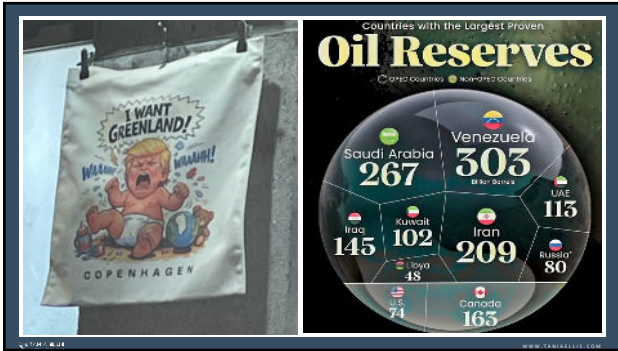 I WANT
GREENLAND!
WAAAH!
WAAAHH!
COPENHAGEN
Countries with the Largest Proven
Oil Reserves
OPEC Countries Non-OPEC Countries
Saudi Arabia
267
Venezuela
303
Billion Barrels
UAE
113
Iraq
145
Kuwait
102
Iran
209
Russia
80
Libya
48
U.S.
74
Canada
163
TANIA ELLIS
WWW.TANIAELLIS.COM